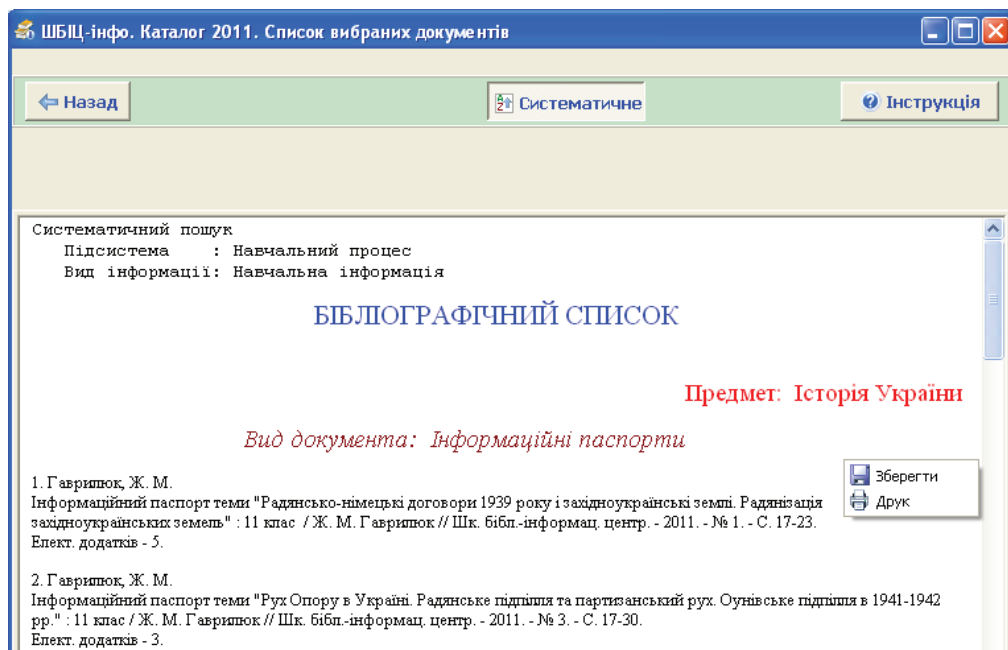 ШБІЦ-інфо. Каталог 2011. Список вибраних документів
Назад
Систематичне
Інструкція
Систематичний пошук
Підсистема : Навчальний процес
Вид інформації: Навчальна інформація
БІБЛІОГРАФІЧНИЙ СПИСОК
Предмет: Історія України
Вид документа: Інформаційні паспорти
Зберегти
Друк
1. Гаврилюк, Ж. М.
Інформаційний паспорт теми "Радянсько-німецькі договори 1939 року і західноукраїнські землі. Радянізація
західноукраїнських земель" : 11 клас / Ж. М. Гаврилюк // Шк. бібл.-інформац. центр. - 2011. - № 1. - С. 17-23.
Елект. додатків - 5.
2. Гаврилюк, Ж. М.
Інформаційний паспорт теми "Рух Опору в Україні. Радянське підпілля та партизанський рух. Оунівське підпілля в 1941-1942
рр." : 11 клас / Ж. М. Гаврилюк // Шк. бібл.-інформац. центр. - 2011. - № 3. - С. 17-30.
Елект. додатків - 3.